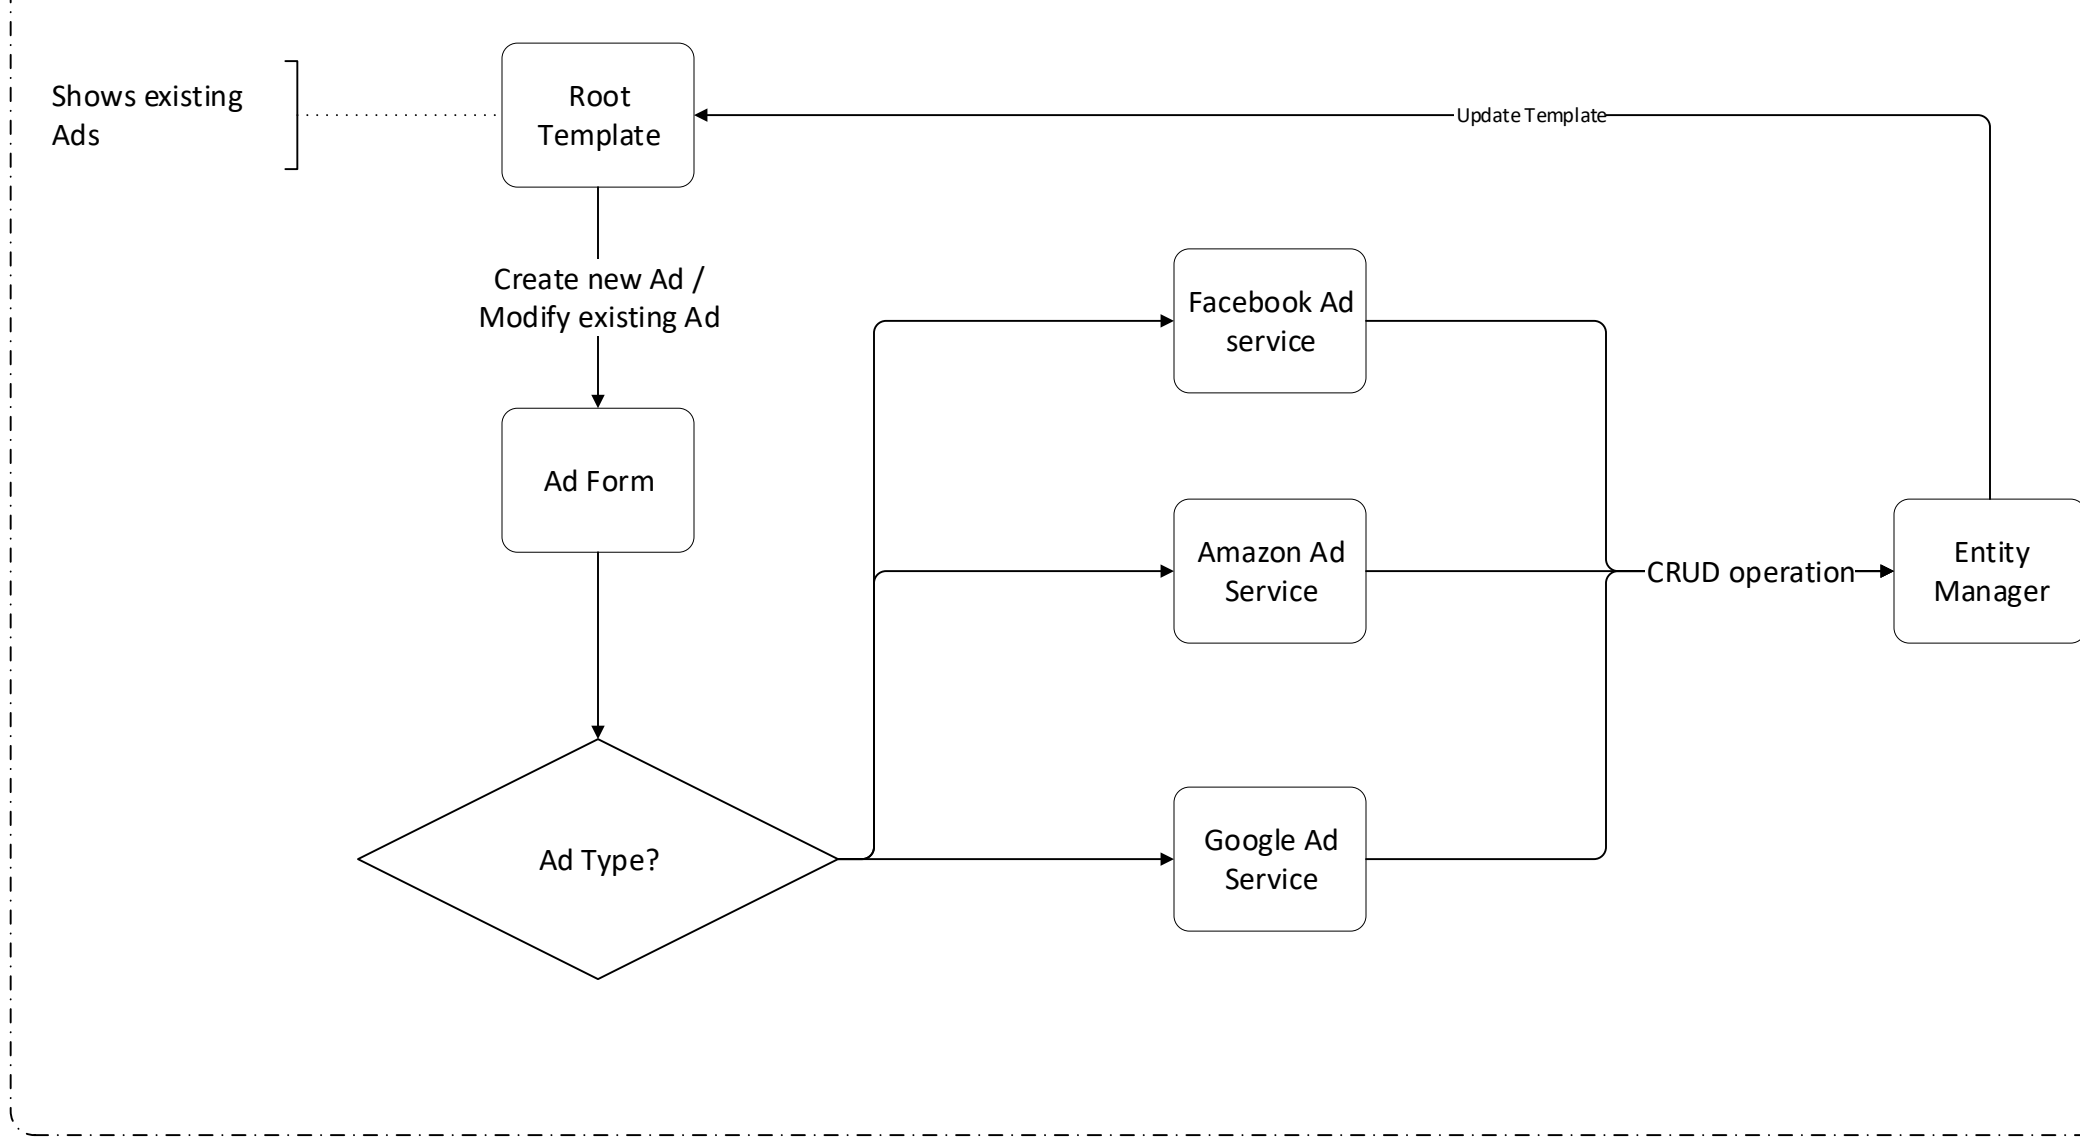 Shows existing
Ads
Root
Template
Update Template
Create new Ad /
Modify existing Ad
Facebook Ad
service
Ad Form
Amazon Ad
Service
CRUD operation
Entity
Manager
Ad Type?
Google Ad
Service